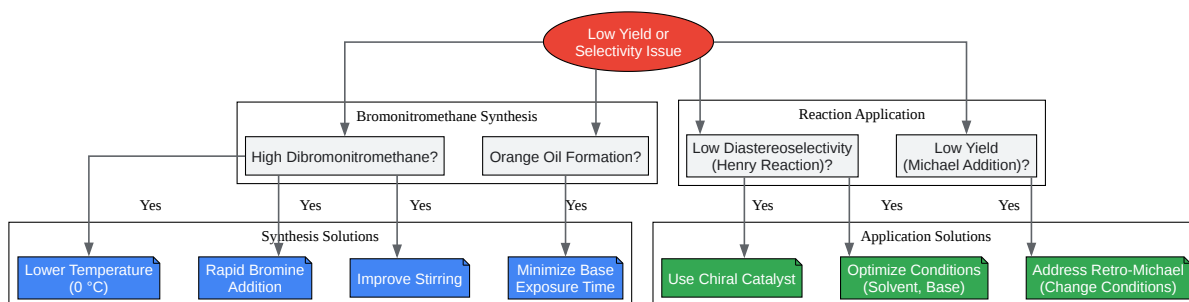 Low Yield or
Selectivity Issue
Bromonitromethane Synthesis
Reaction Application
High Dibromonitromethane?
Orange Oil Formation?
Low Diastereoselectivity
(Henry Reaction)?
Low Yield
(Michael Addition)?
Yes
Yes
Yes
Yes
Yes
Yes
Yes
Synthesis Solutions
Application Solutions
Lower Temperature
(0 °C)
Rapid Bromine
Addition
Improve Stirring
Minimize Base
Exposure Time
Use Chiral Catalyst
Optimize Conditions
(Solvent, Base)
Address Retro-Michael
(Change Conditions)